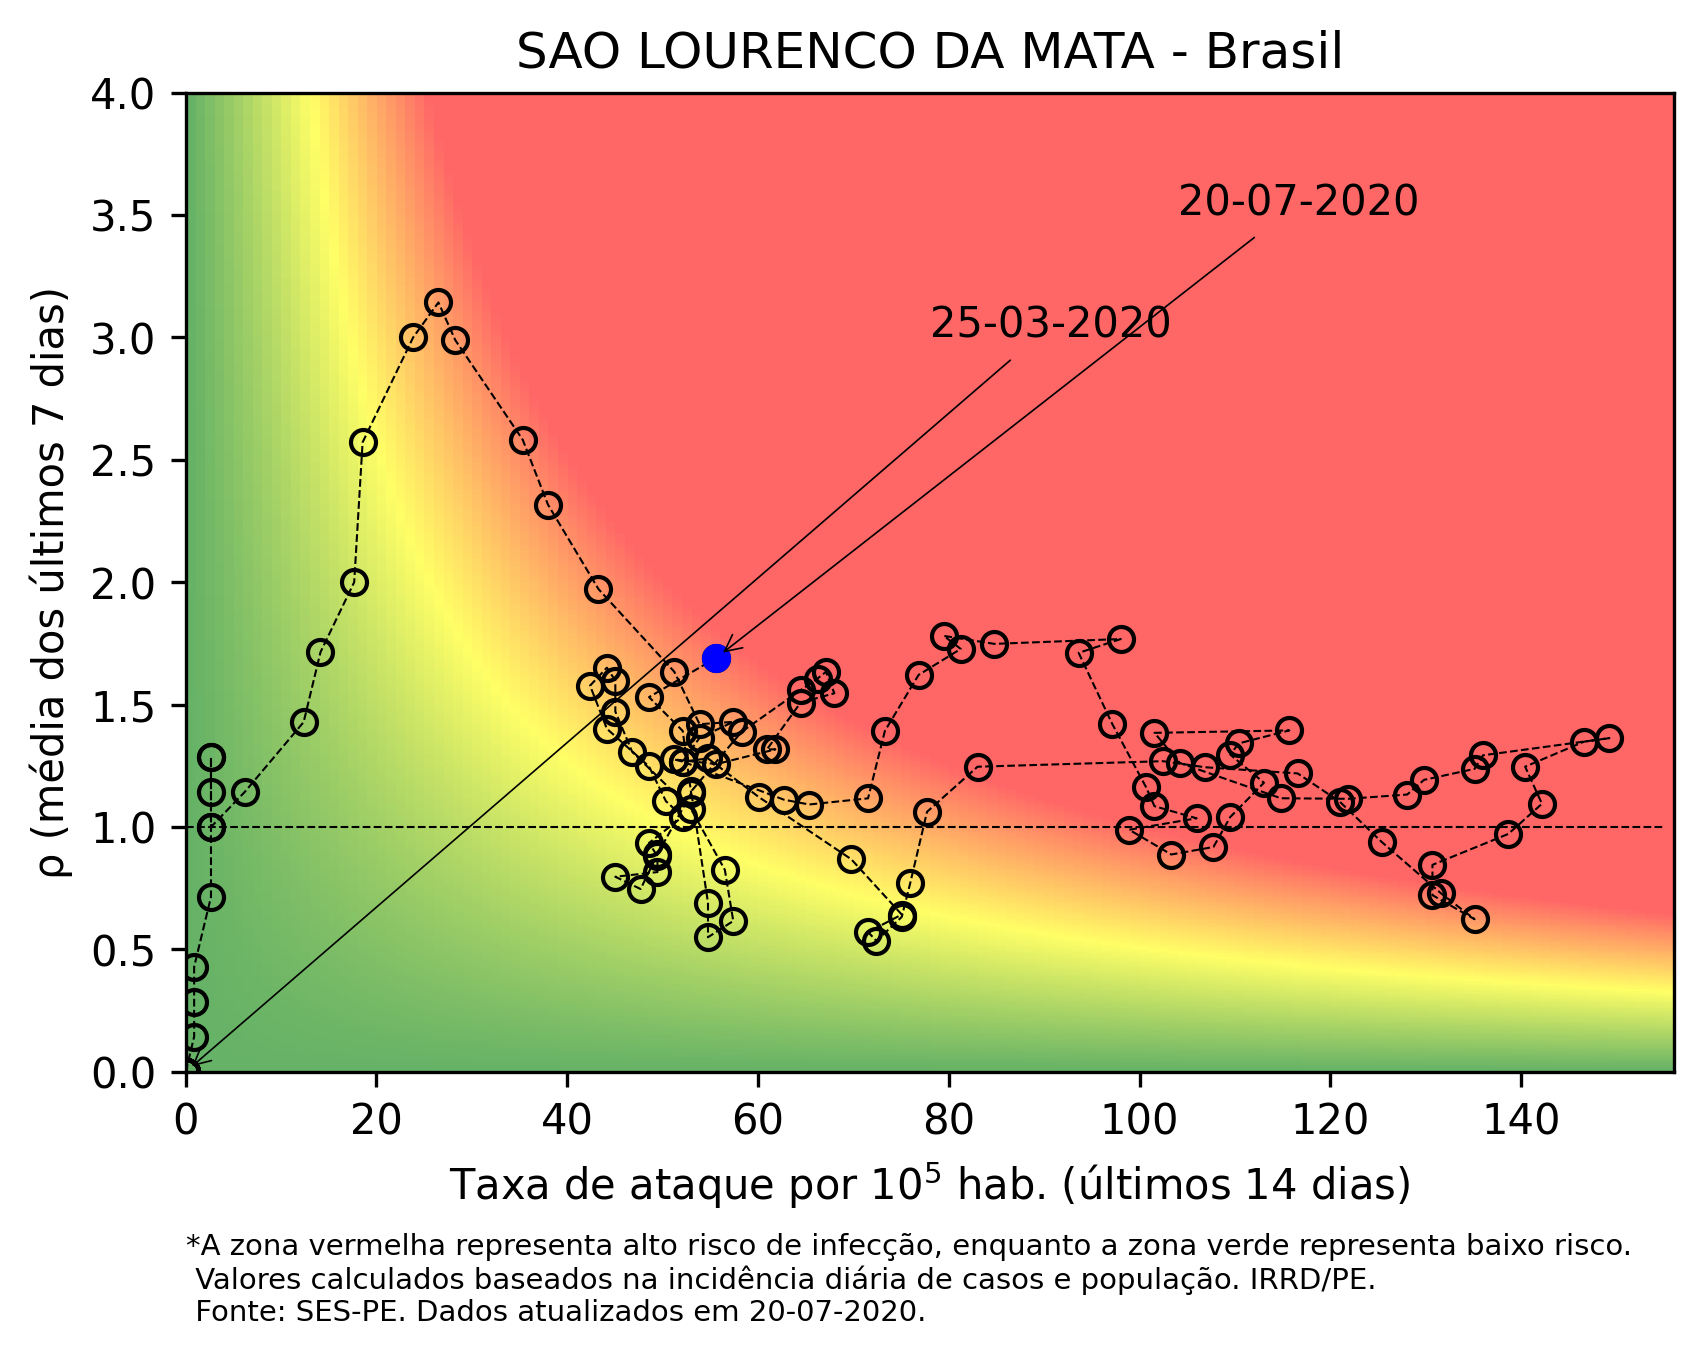 SAO LOURENCO DA MATA - Brasil
4.0
3.5
3.0
2.5
2.0
1.5
1.0
0.5
0.0
ρ (média dos últimos 7 dias)
20-07-2020
25-03-2020
0 20 40 60 80 100 120 140
Taxa de ataque por 10⁵ hab. (últimos 14 dias)
*A zona vermelha representa alto risco de infecção, enquanto a zona verde representa baixo risco.
Valores calculados baseados na incidência diária de casos e população. IRRD/PE.
Fonte: SES-PE. Dados atualizados em 20-07-2020.